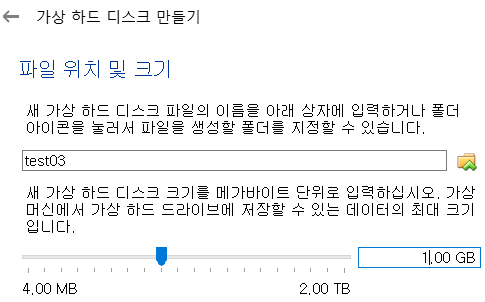 가상 하드 디스크 만들기
파일 위치 및 크기
새 가상 하드 디스크 파일의 이름을 아래 상자에 입력하거나 폴더
아이콘을 눌러서 파일을 생성할 폴더를 지정할 수 있습니다.
test03
새 가상 하드 디스크 크기를 메가바이트 단위로 입력하십시오. 가상
머신에서 가상 하드 드라이브에 저장할 수 있는 데이터의 최대 크기
입니다.
1.00 GB
4.00 MB 2.00 TB